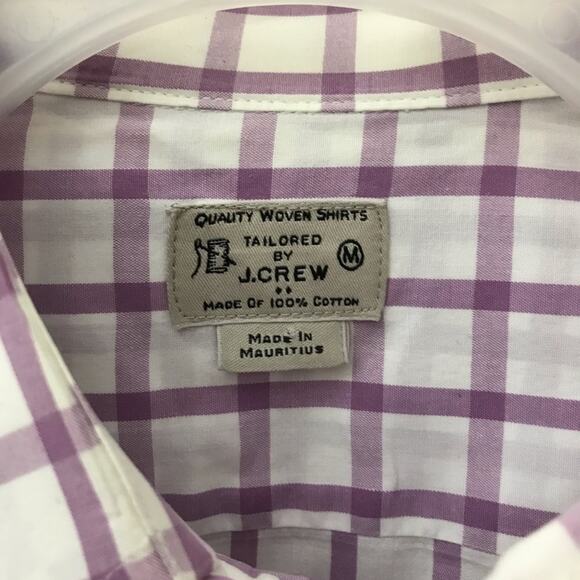 QUALITY WOVEN SHIRTS
TAILORED
BY
M
J.CREW
MADE OF 100% COTTON
MADE IN
MAURITIUS